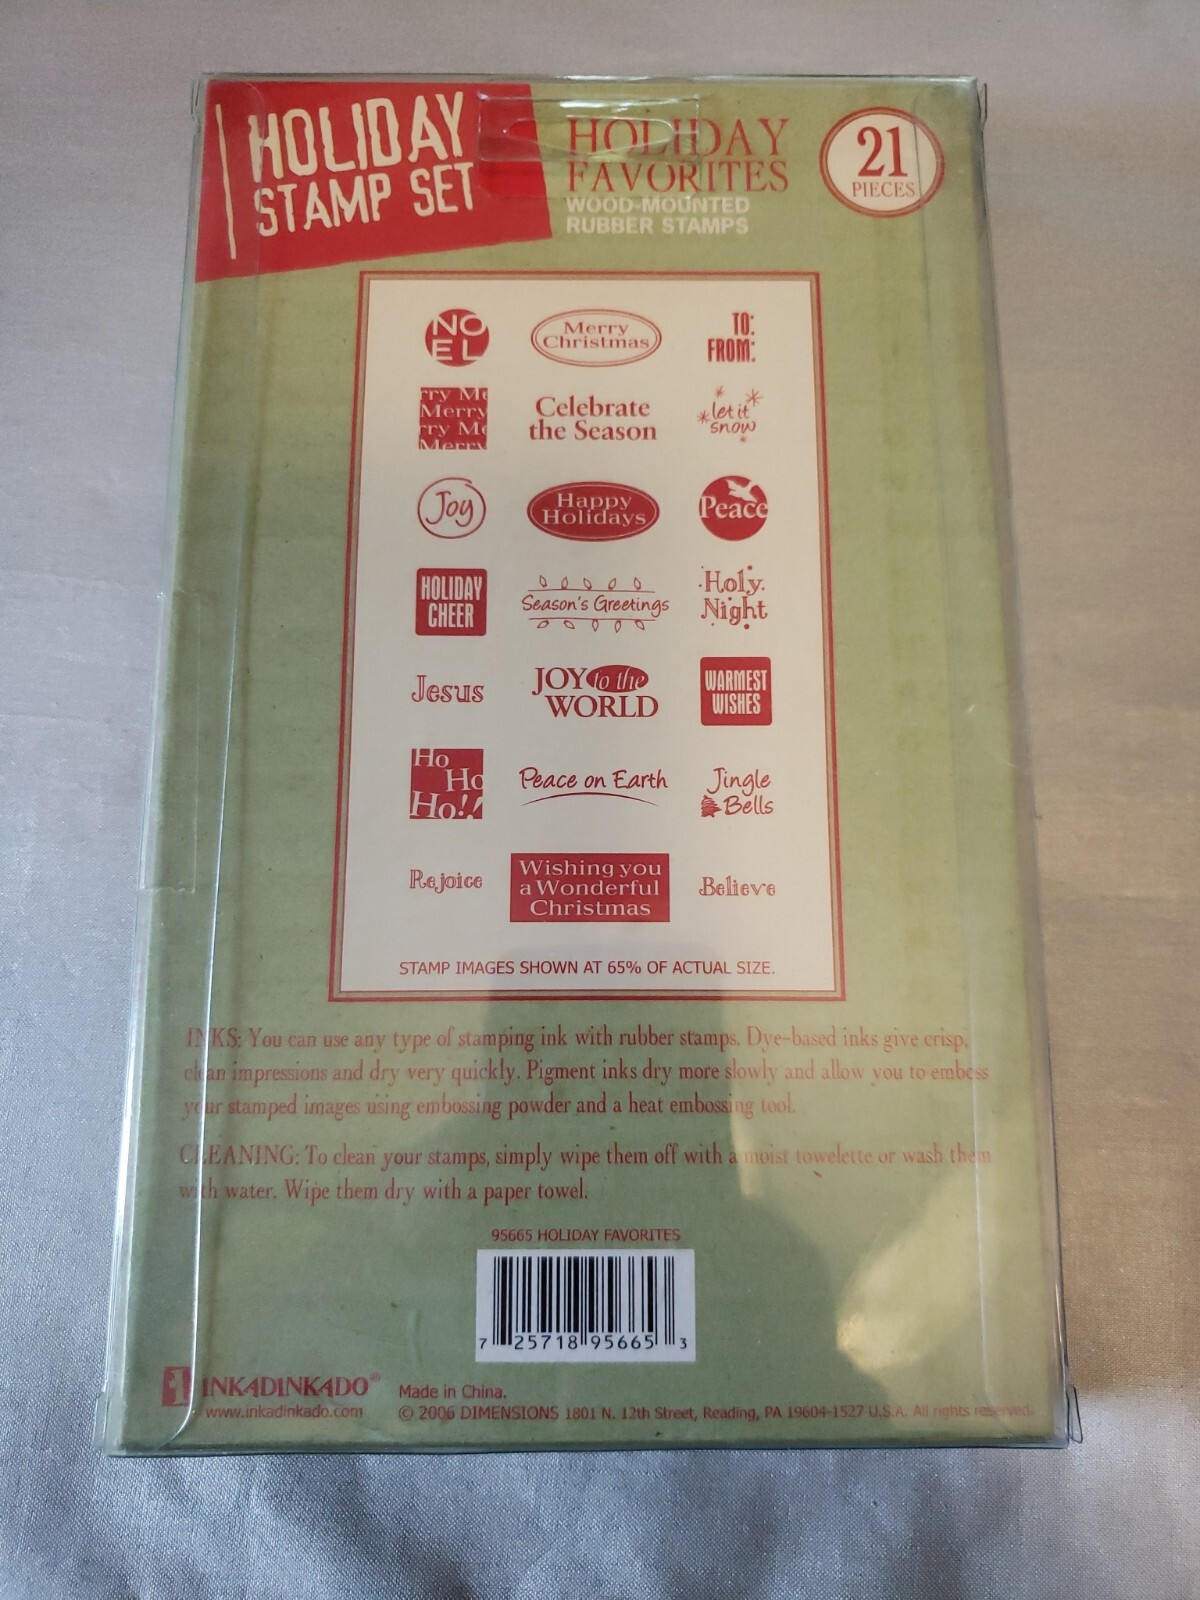 HOLIDAY
STAMP SET
HOLIDAY
FAVORITES
WOOD-MOUNTED
RUBBER STAMPS
21
PIECES
NO
EL
Merry
Christmas
TO:
FROM:
rry Me
Merry
rry Me
Merry
Celebrate
the Season
let it
snow
Joy
Happy
Holidays
Peace
HOLIDAY
CHEER
Season's Greetings
Holy
Night
Jesus
JOY to the
WORLD
WARMEST
WISHES
Ho
Ho
Ho!!
Peace on Earth
Jingle
Bells
Rejoice
Wishing you
a Wonderful
Christmas
Believe
STAMP IMAGES SHOWN AT 65% OF ACTUAL SIZE.
INKS: You can use any type of stamping ink with rubber stamps. Dye-based inks give crisp,
clean impressions and dry very quickly. Pigment inks dry more slowly and allow you to emboss
your stamped images using embossing powder and a heat embossing tool.
CLEANING: To clean your stamps, simply wipe them off with a moist towelette or wash them
with water. Wipe them dry with a paper towel.
95665 HOLIDAY FAVORITES
7 25718 95665 3
INKADINKADO®
www.inkadinkado.com
Made in China.
© 2006 DIMENSIONS 1801 N. 12th Street, Reading, PA 19604-1527 U.S.A. All rights reserved.